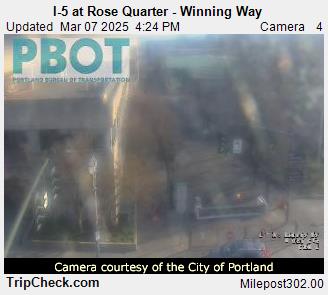 I-5 at Rose Quarter - Winning Way
Updated Mar 07 2025 4:24 PM Camera 4
PBOT
PORTLAND BUREAU OF TRANSPORTATION
Camera courtesy of the City of Portland
TripCheck.com Milepost302.00